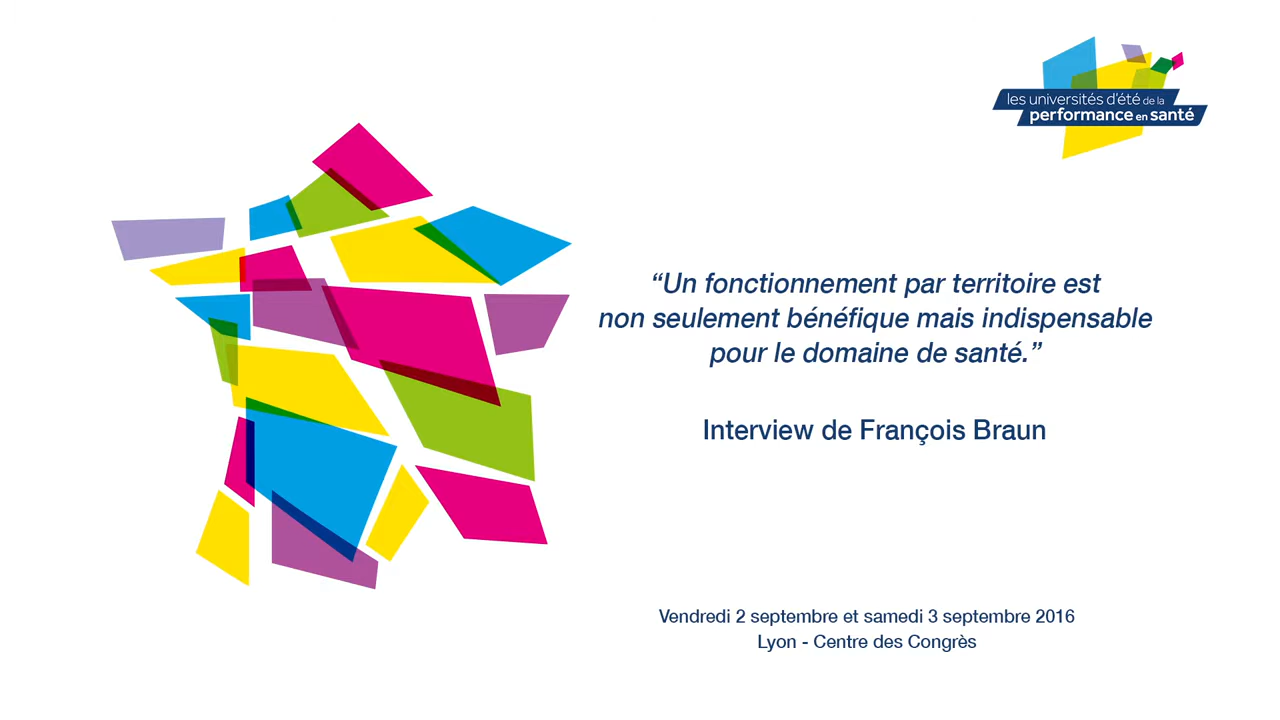 les universités d'été de la
performance en santé
“Un fonctionnement par territoire est
non seulement bénéfique mais indispensable
pour le domaine de santé.”
Interview de François Braun
Vendredi 2 septembre et samedi 3 septembre 2016
Lyon - Centre des Congrès